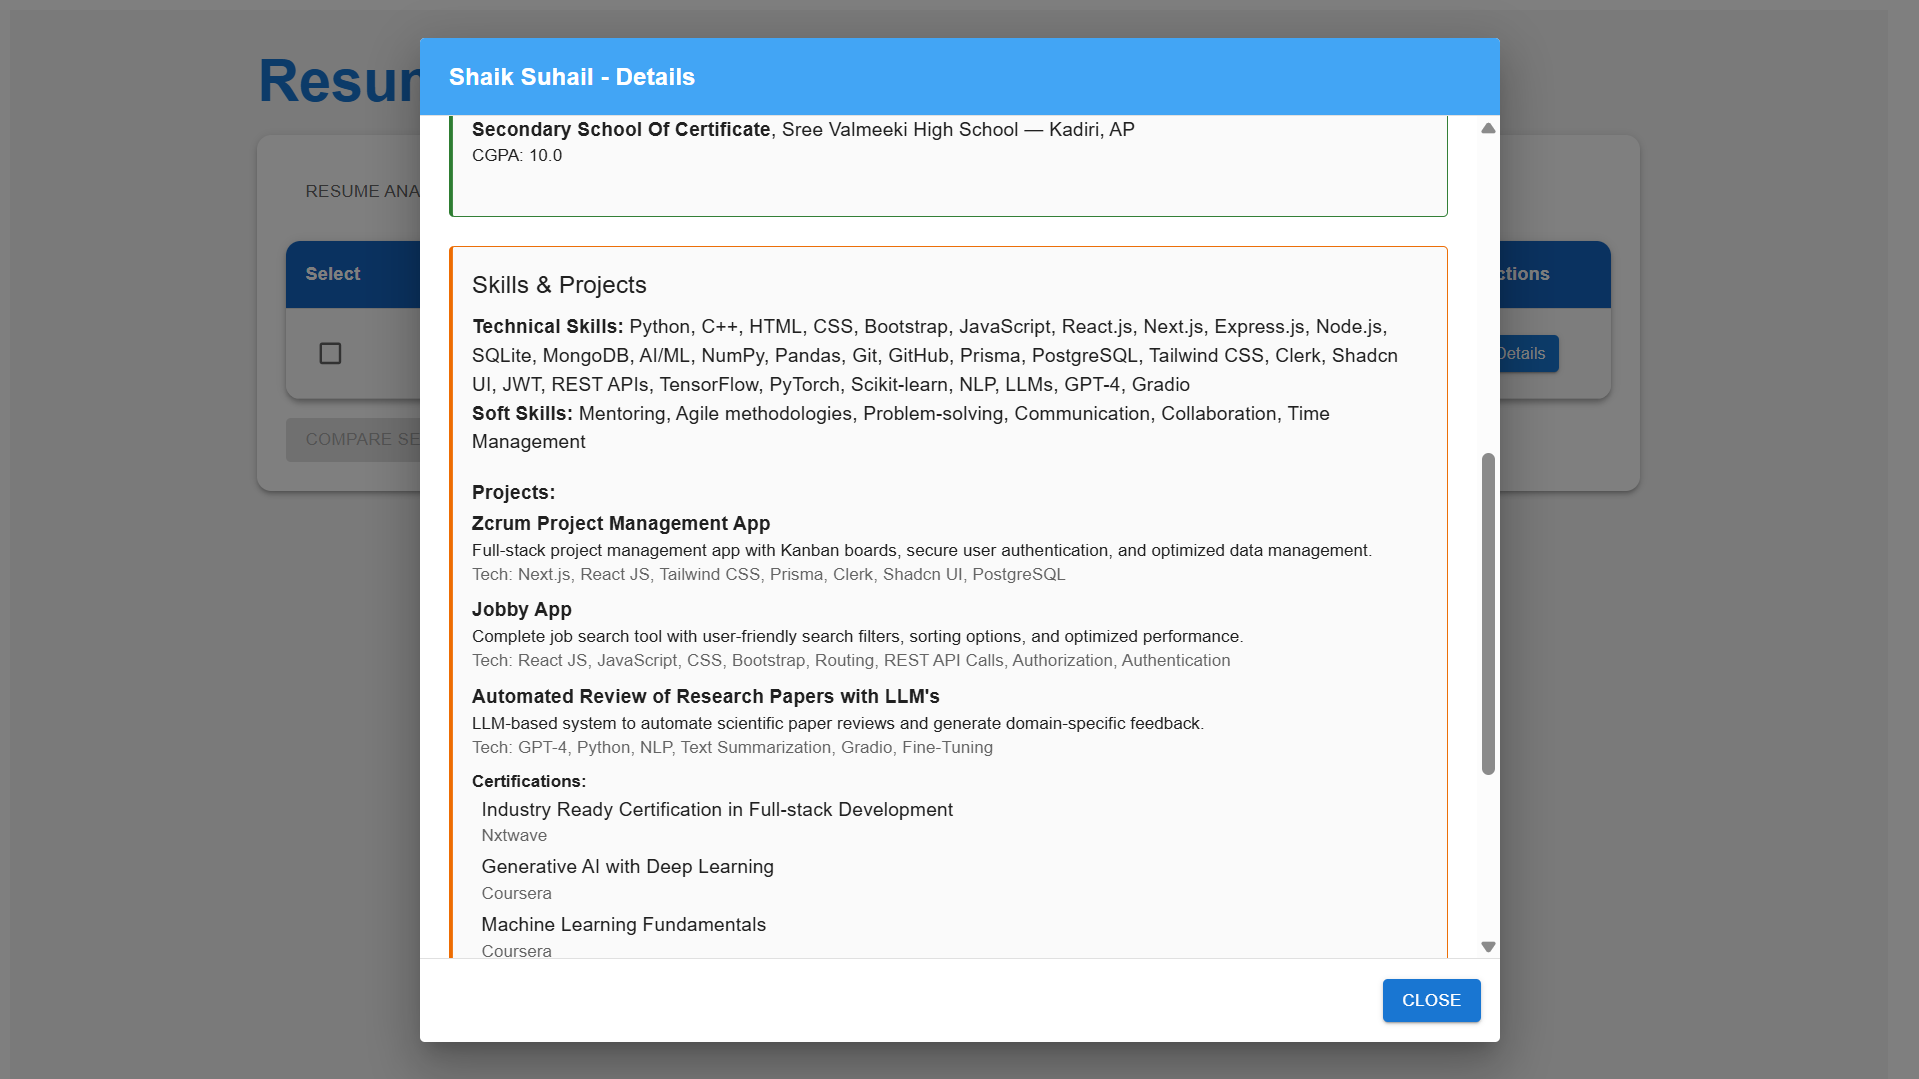 Resum
Shaik Suhail - Details
Secondary School Of Certificate, Sree Valmeeki High School — Kadiri, AP
CGPA: 10.0
RESUME ANA
Select
ctions
Details
COMPARE SE
Skills & Projects
Technical Skills: Python, C++, HTML, CSS, Bootstrap, JavaScript, React.js, Next.js, Express.js, Node.js,
SQLite, MongoDB, AI/ML, NumPy, Pandas, Git, GitHub, Prisma, PostgreSQL, Tailwind CSS, Clerk, Shadcn
UI, JWT, REST APIs, TensorFlow, PyTorch, Scikit-learn, NLP, LLMs, GPT-4, Gradio
Soft Skills: Mentoring, Agile methodologies, Problem-solving, Communication, Collaboration, Time
Management
Projects:
Zcrum Project Management App
Full-stack project management app with Kanban boards, secure user authentication, and optimized data management.
Tech: Next.js, React JS, Tailwind CSS, Prisma, Clerk, Shadcn UI, PostgreSQL
Jobby App
Complete job search tool with user-friendly search filters, sorting options, and optimized performance.
Tech: React JS, JavaScript, CSS, Bootstrap, Routing, REST API Calls, Authorization, Authentication
Automated Review of Research Papers with LLM's
LLM-based system to automate scientific paper reviews and generate domain-specific feedback.
Tech: GPT-4, Python, NLP, Text Summarization, Gradio, Fine-Tuning
Certifications:
Industry Ready Certification in Full-stack Development
Nxtwave
Generative AI with Deep Learning
Coursera
Machine Learning Fundamentals
Coursera
CLOSE